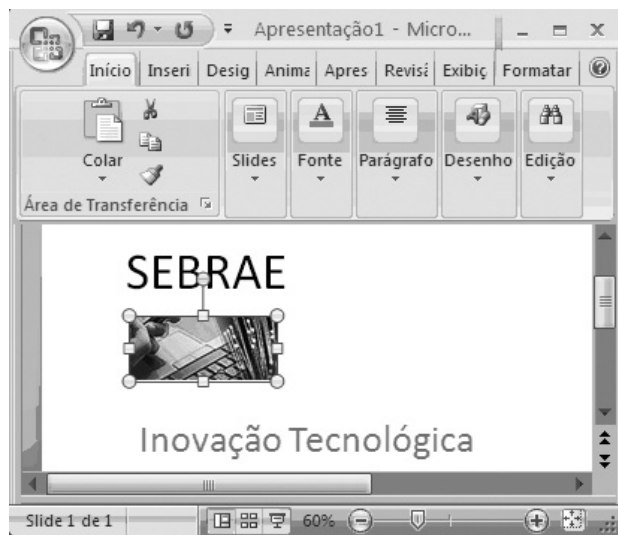 Apresentação1 - Micro...
Início Inseri Desig Anima Apres Revisã Exibiç Formatar
Colar Slides Fonte Parágrafo Desenho Edição
Área de Transferência
SEBRAE
Inovação Tecnológica
Slide 1 de 1 60%